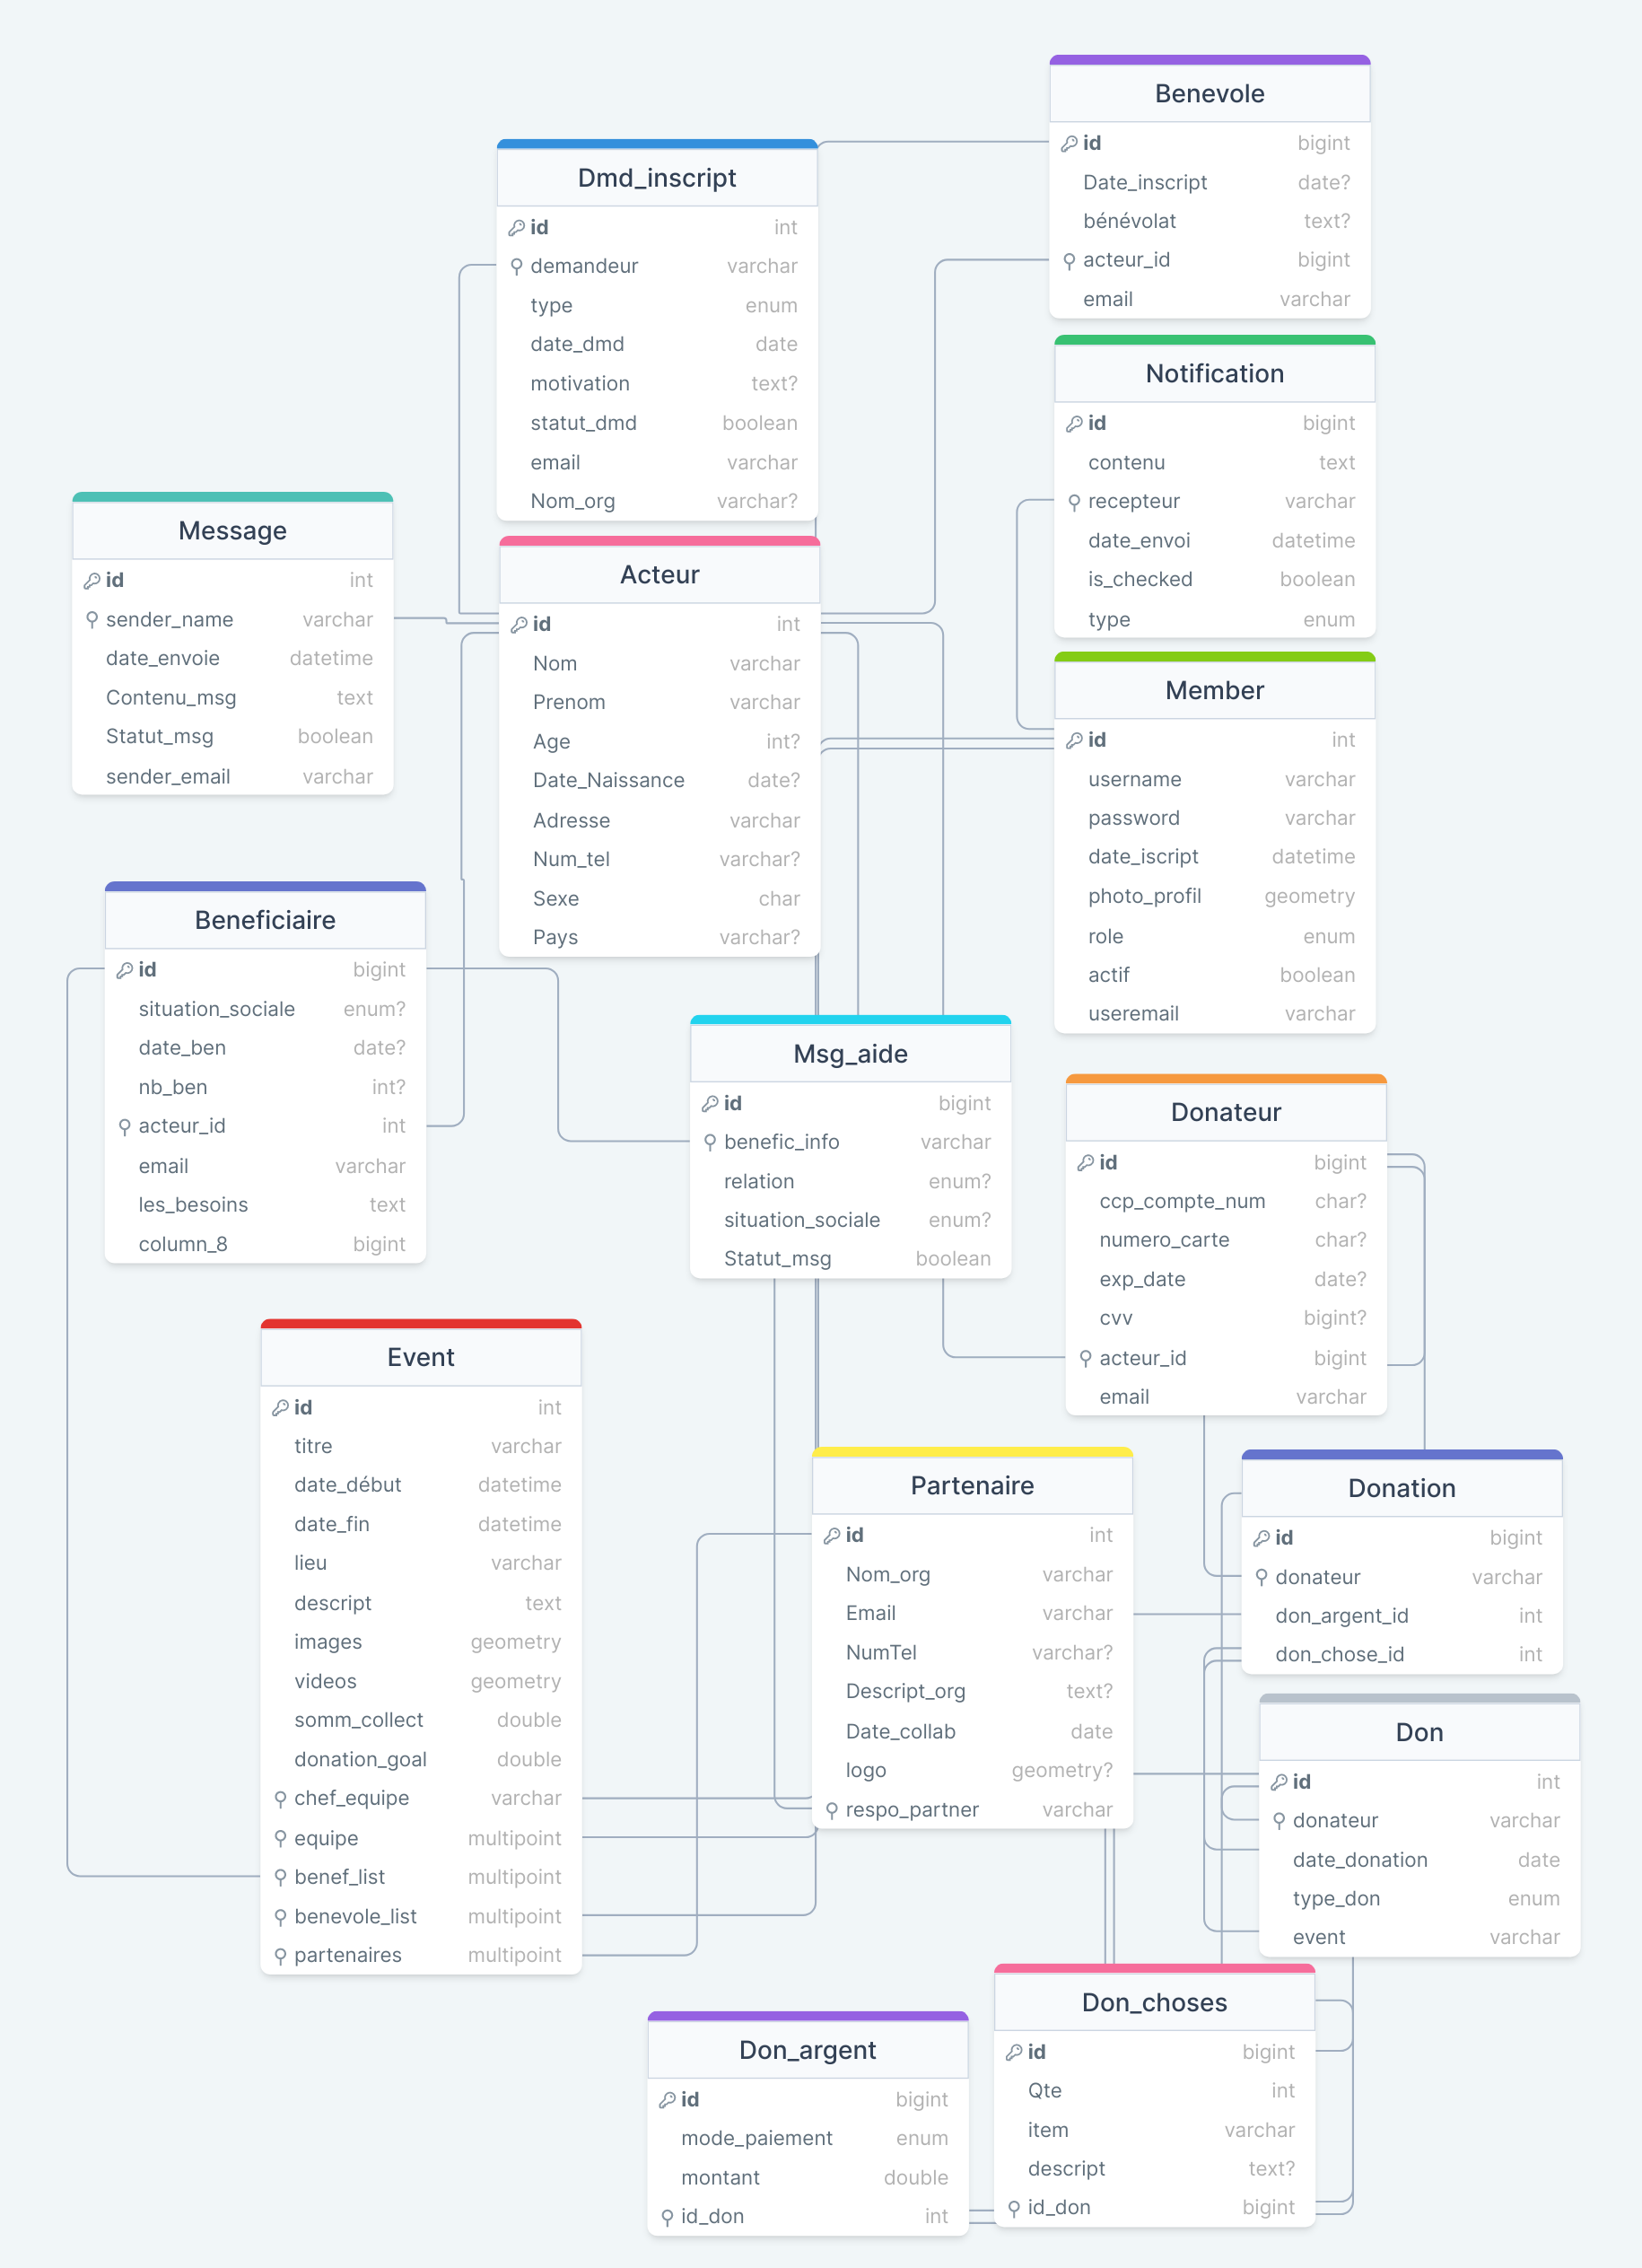 Benevole
id bigint
Date_inscript date?
bénévolat text?
acteur_id bigint
email varchar
Dmd_inscript
id int
demandeur varchar
type enum
date_dmd date
motivation text?
statut_dmd boolean
email varchar
Nom_org varchar?
Notification
id bigint
contenu text
recepteur varchar
date_envoi datetime
is_checked boolean
type enum
Message
id int
sender_name varchar
date_envoie datetime
Contenu_msg text
Statut_msg boolean
sender_email varchar
Acteur
id int
Nom varchar
Prenom varchar
Age int?
Date_Naissance date?
Adresse varchar
Num_tel varchar?
Sexe char
Pays varchar?
Member
id int
username varchar
password varchar
date_iscript datetime
photo_profil geometry
role enum
actif boolean
useremail varchar
Beneficiaire
id bigint
situation_sociale enum?
date_ben date?
nb_ben int?
acteur_id int
email varchar
les_besoins text
column_8 bigint
Msg_aide
id bigint
benefic_info varchar
relation enum?
situation_sociale enum?
Statut_msg boolean
Donateur
id bigint
ccp_compte_num char?
numero_carte char?
exp_date date?
cvv bigint?
acteur_id bigint
email varchar
Event
id int
titre varchar
date_début datetime
date_fin datetime
lieu varchar
descript text
images geometry
videos geometry
somm_collect double
donation_goal double
chef_equipe varchar
equipe multipoint
benef_list multipoint
benevole_list multipoint
partenaires multipoint
Partenaire
id int
Nom_org varchar
Email varchar
NumTel varchar?
Descript_org text?
Date_collab date
logo geometry?
respo_partner varchar
Donation
id bigint
donateur varchar
don_argent_id int
don_chose_id int
Don
id int
donateur varchar
date_donation date
type_don enum
event varchar
Don_choses
id bigint
Qte int
item varchar
descript text?
id_don bigint
Don_argent
id bigint
mode_paiement enum
montant double
id_don int